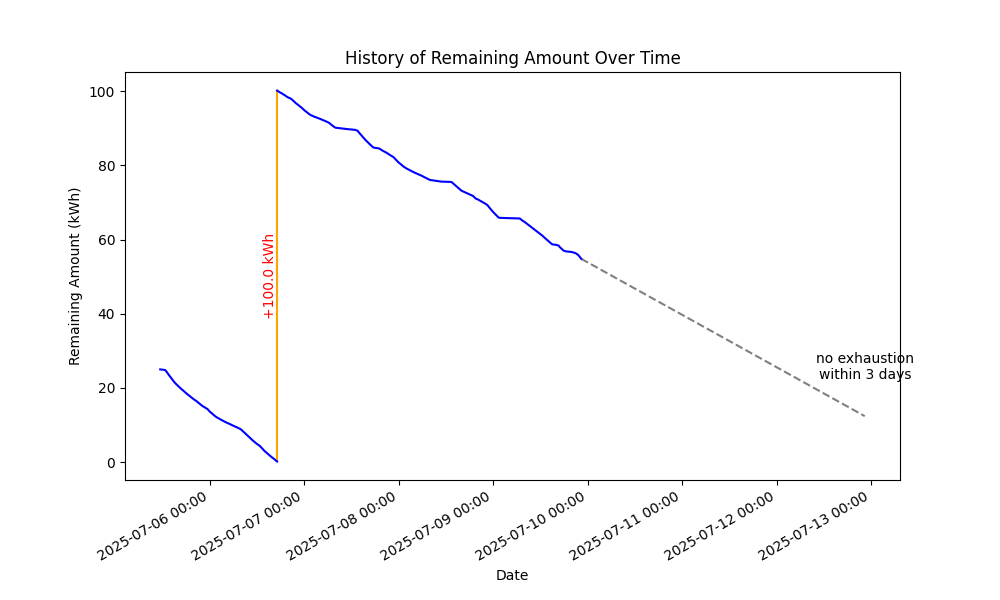 History of Remaining Amount Over Time
Remaining Amount (kWh)
100
80
60
40
20
0
+100.0 kWh
no exhaustion
within 3 days
2025-07-06 00:00
2025-07-07 00:00
2025-07-08 00:00
2025-07-09 00:00
2025-07-10 00:00
2025-07-11 00:00
2025-07-12 00:00
2025-07-13 00:00
Date